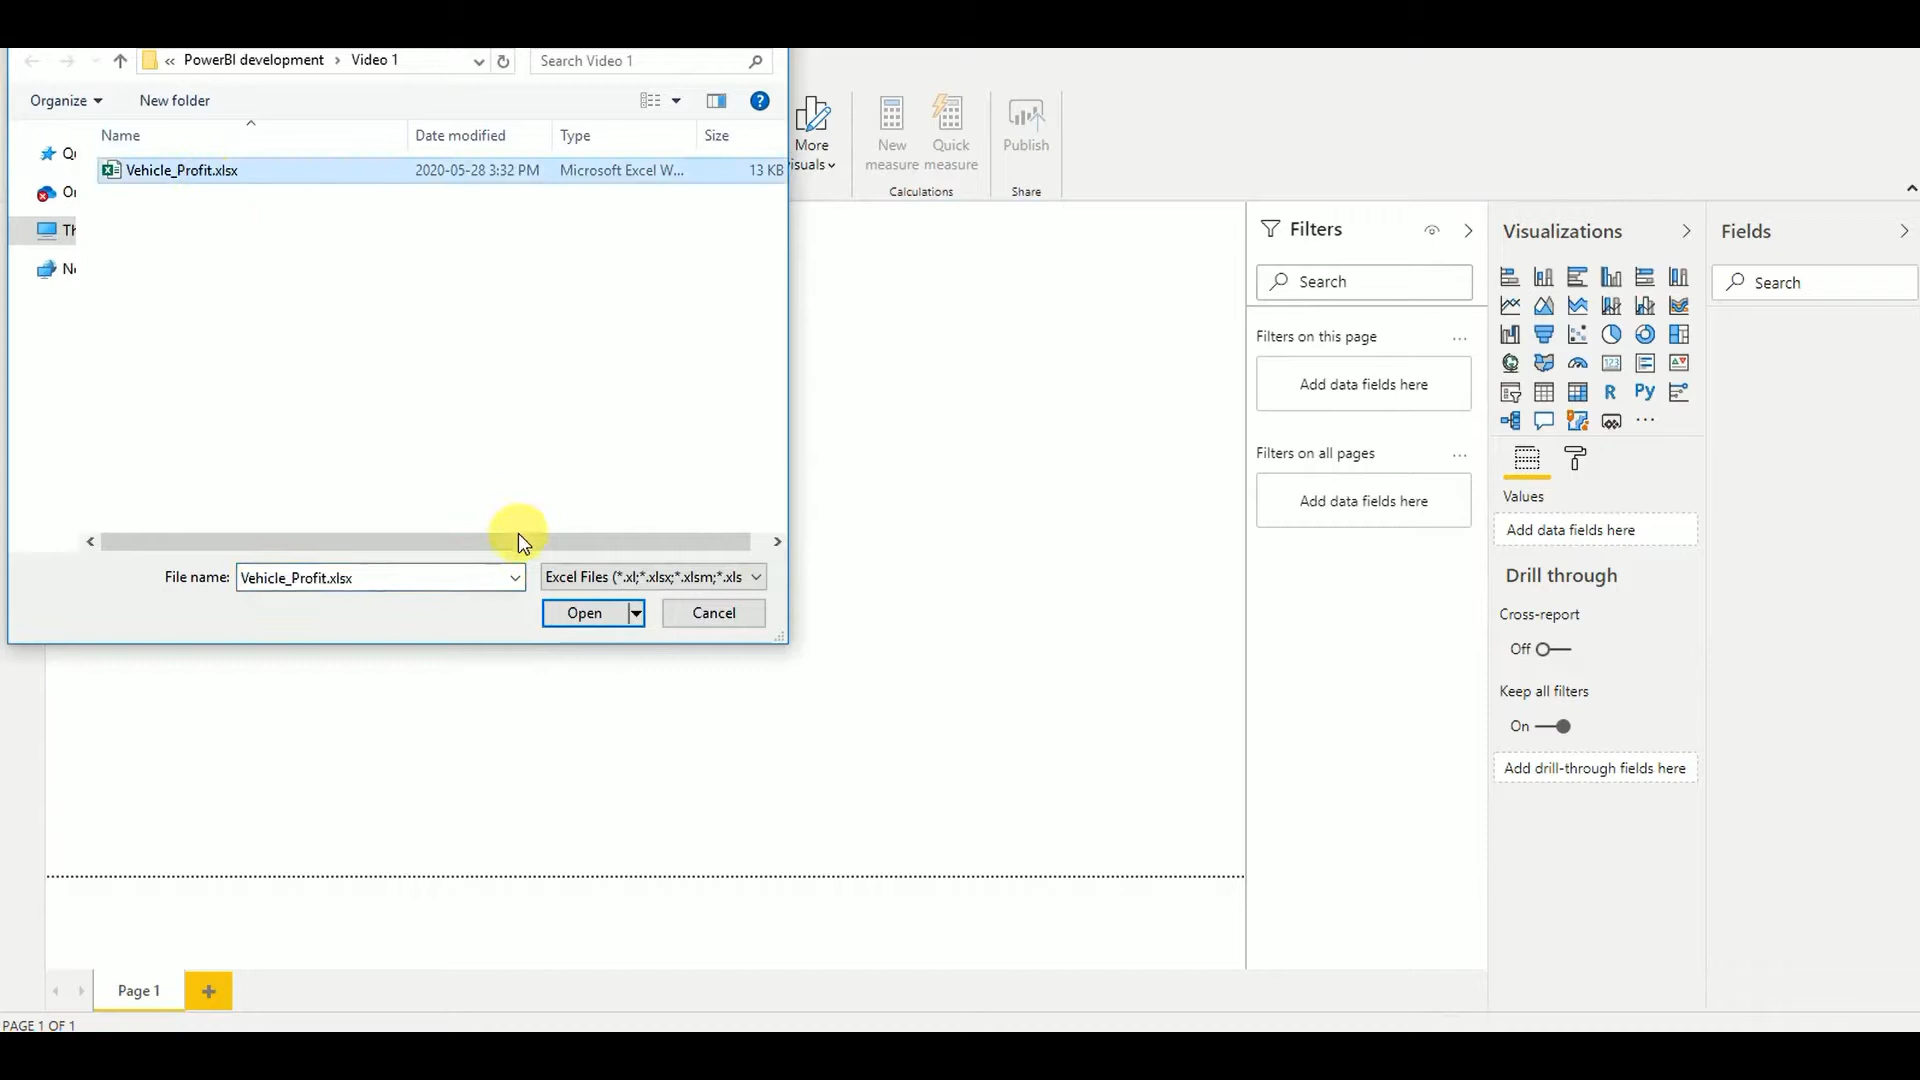 « PowerBI development › Video 1
Search Video 1
Organize
New folder
Name
Date modified
Type
Size
Vehicle_Profit.xlsx
2020-05-28 3:32 PM
Microsoft Excel W...
13 KB
File name:
Vehicle_Profit.xlsx
Excel Files (*.xl;*.xlsx;*.xlsm;*.xls
Open
Cancel
More
New measure
Quick measure
Publish
Calculations
Share
Filters
Search
Filters on this page
Add data fields here
Filters on all pages
Add data fields here
Visualizations
123
R
Py
Values
Add data fields here
Drill through
Cross-report
Off
Keep all filters
On
Add drill-through fields here
Fields
Search
Page 1
PAGE 1 OF 1